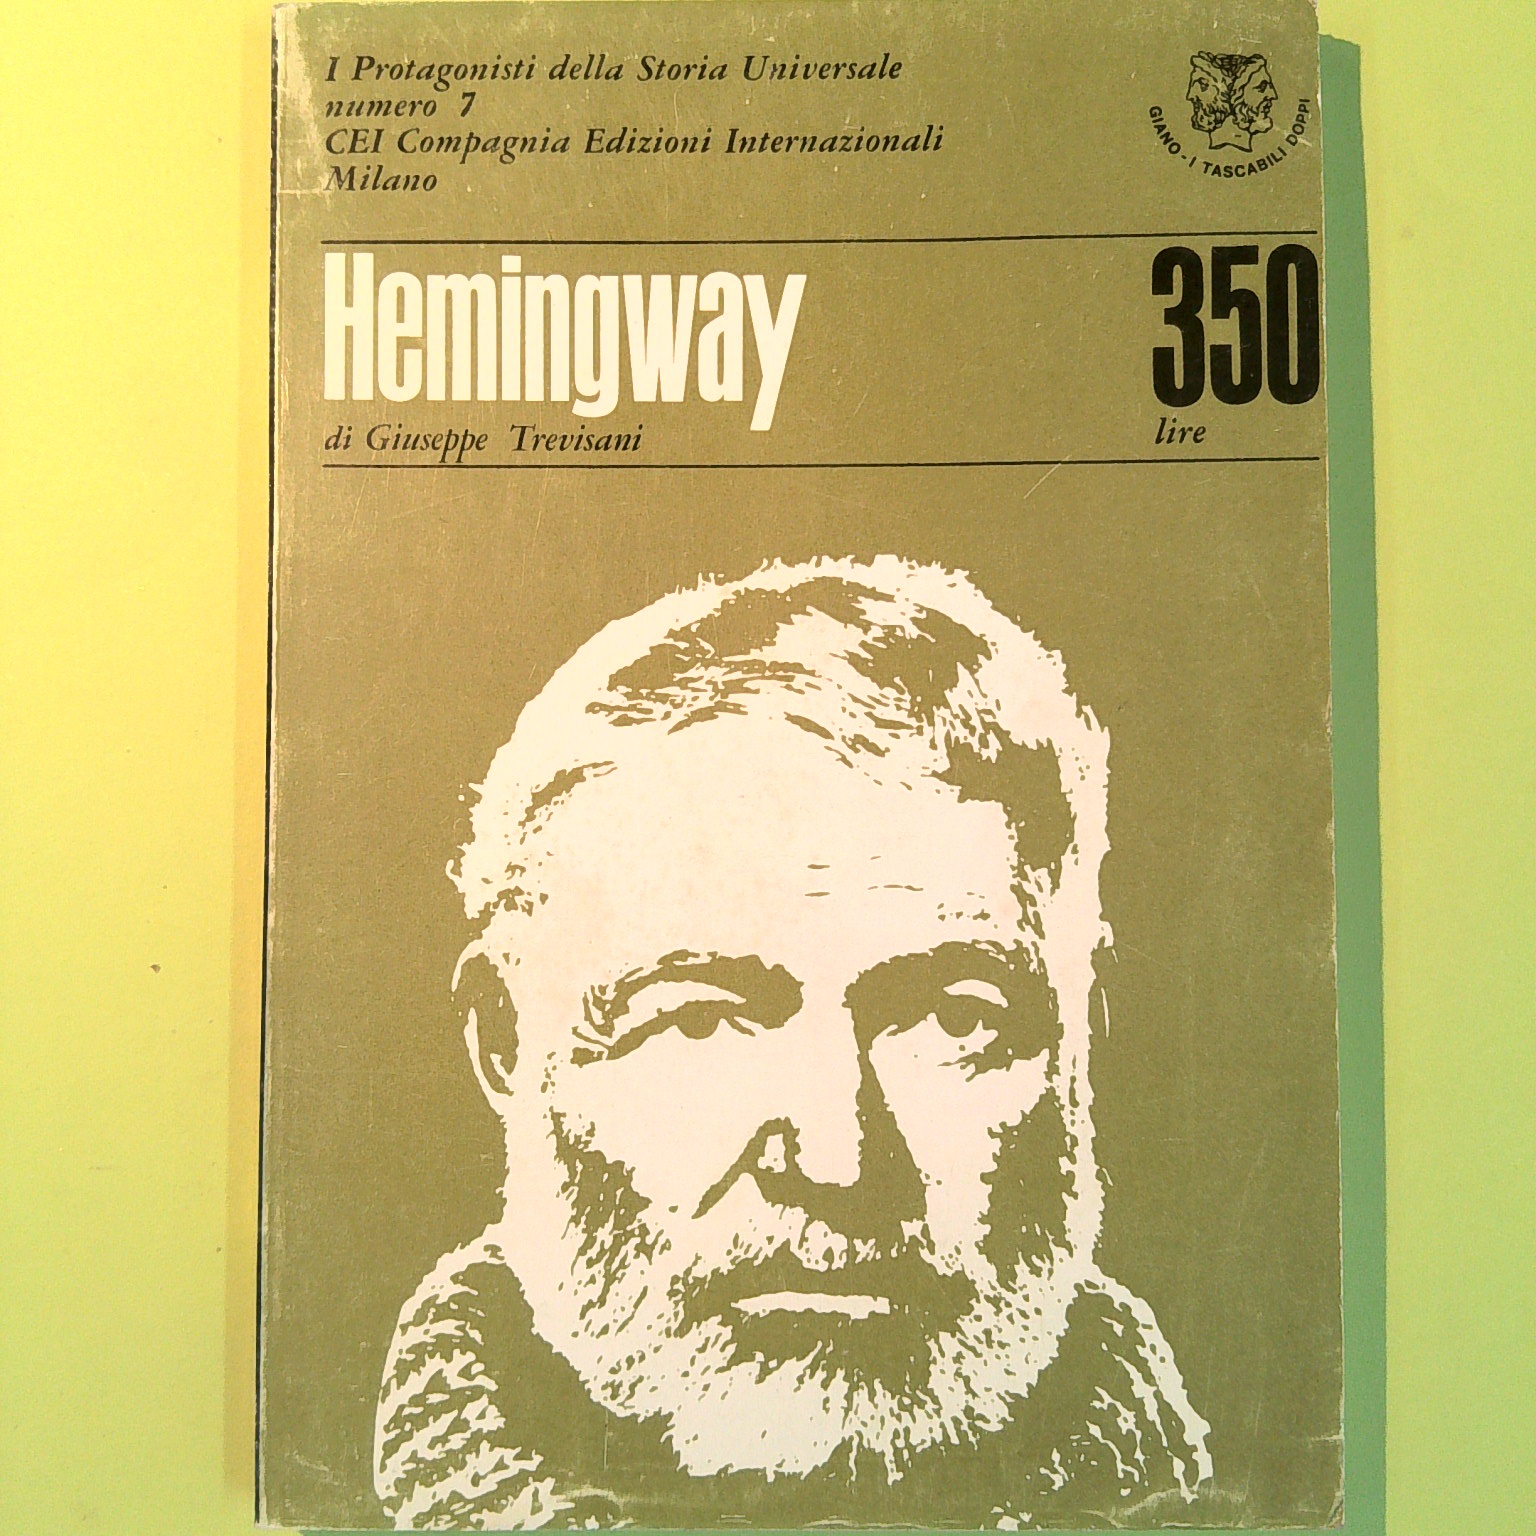 I Protagonisti della Storia Universale
numero 7
CEI Compagnia Edizioni Internazionali
Milano
GIANO - I TASCABILI DOPPI
Hemingway
350
di Giuseppe Trevisani
lire